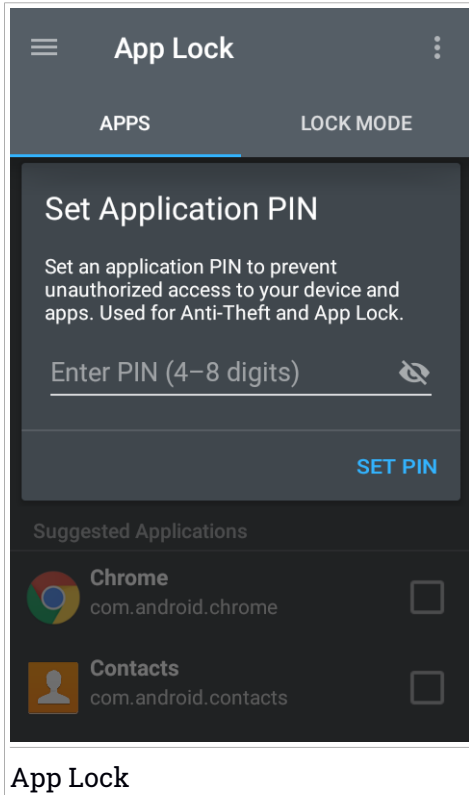 App Lock
APPS
LOCK MODE
Set Application PIN
Set an application PIN to prevent
unauthorized access to your device and
apps. Used for Anti-Theft and App Lock.
Enter PIN (4–8 digits)
SET PIN
Suggested Applications
Chrome
com.android.chrome
Contacts
com.android.contacts
App Lock